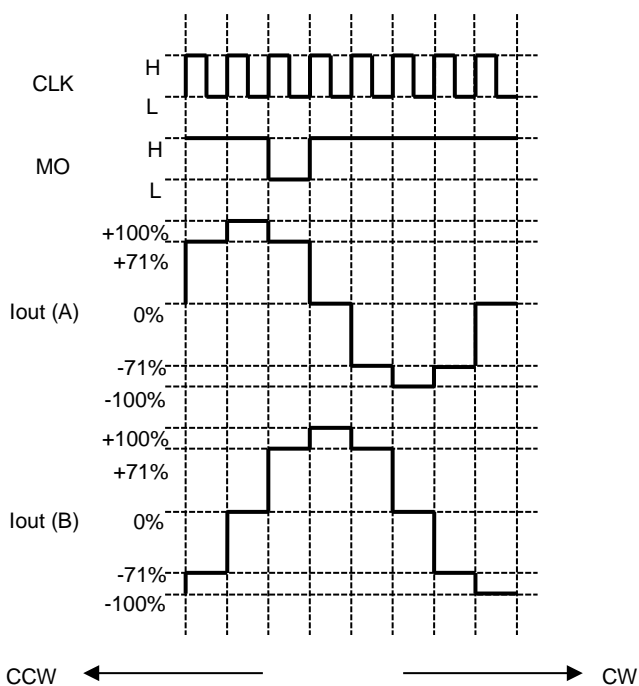 CLK
H
L
MO
H
L
+100%
+71%
Iout (A)
0%
-71%
-100%
+100%
+71%
Iout (B)
0%
-71%
-100%
CCW
CW